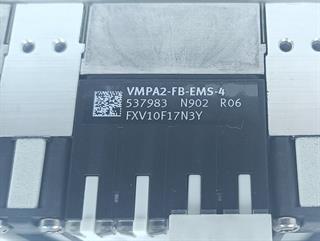 VMPA2-FB-EMS-4
537983 N902 R06
FXV10F17N3Y